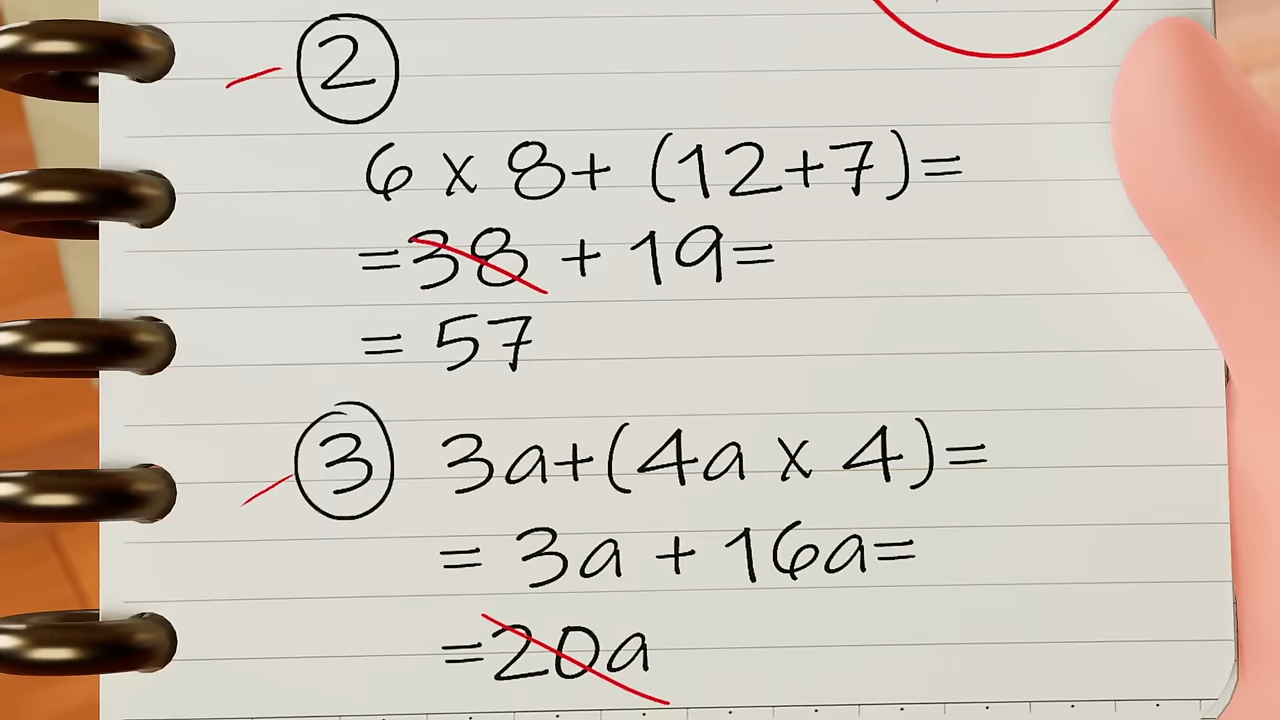 2
6 x 8+ (12+7)=
=38 + 19=
= 57
3 3a+(4a x 4)=
= 3a + 16a=
=20a